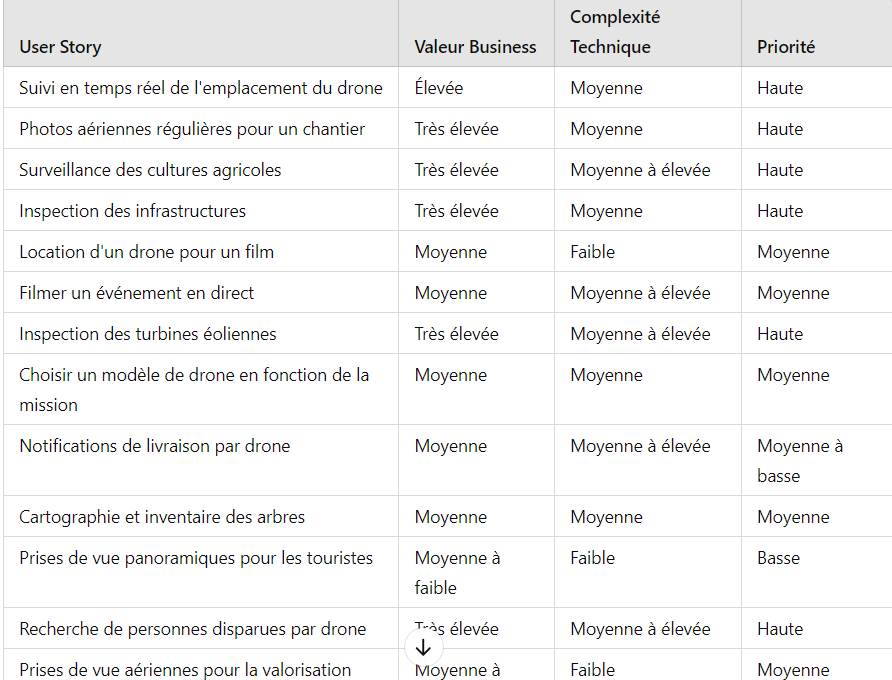 User Story Valeur Business Complexité Technique Priorité
Suivi en temps réel de l'emplacement du drone Élevée Moyenne Haute
Photos aériennes régulières pour un chantier Très élevée Moyenne Haute
Surveillance des cultures agricoles Très élevée Moyenne à élevée Haute
Inspection des infrastructures Très élevée Moyenne Haute
Location d'un drone pour un film Moyenne Faible Moyenne
Filmer un événement en direct Moyenne Moyenne à élevée Moyenne
Inspection des turbines éoliennes Très élevée Moyenne à élevée Haute
Choisir un modèle de drone en fonction de la mission Moyenne Moyenne Moyenne
Notifications de livraison par drone Moyenne Moyenne à élevée Moyenne à basse
Cartographie et inventaire des arbres Moyenne Moyenne Moyenne
Prises de vue panoramiques pour les touristes Moyenne à faible Faible Basse
Recherche de personnes disparues par drone Très élevée Moyenne à élevée Haute
Prises de vue aériennes pour la valorisation Moyenne à Faible Moyenne